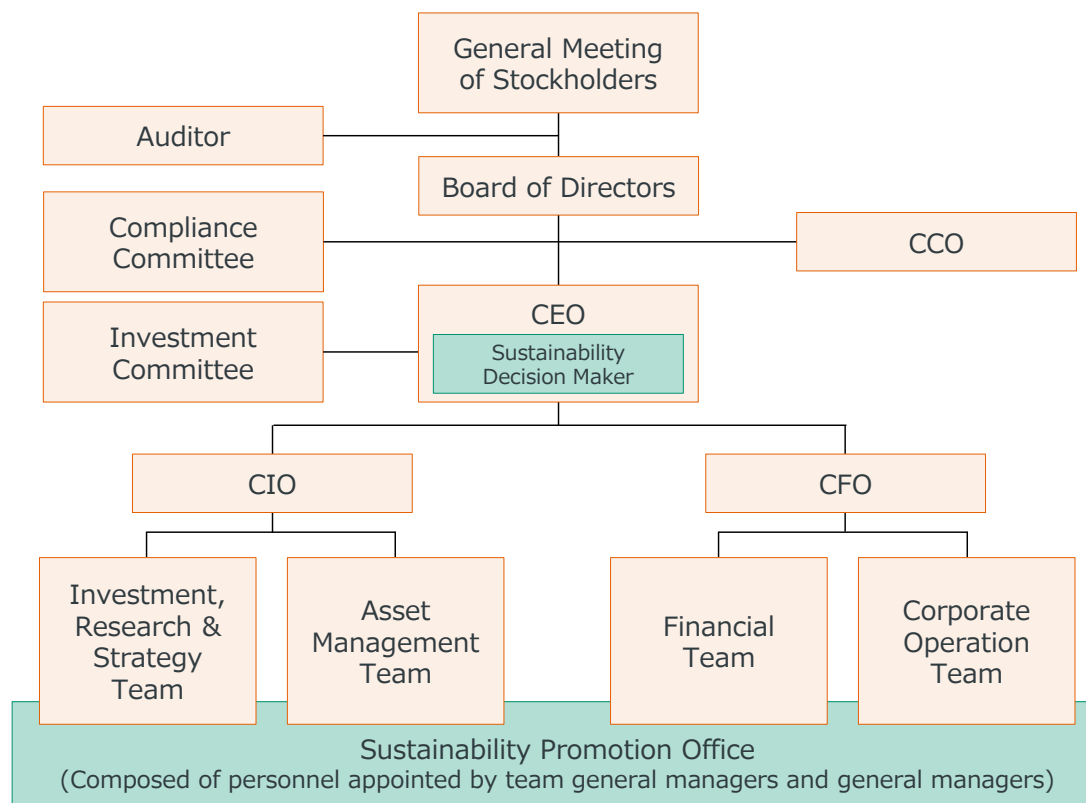 General Meeting
of Stockholders
Auditor
Board of Directors
Compliance
Committee
CCO
CEO
Investment
Committee
Sustainability
Decision Maker
CIO
CFO
Investment,
Research &
Strategy
Team
Asset
Management
Team
Financial
Team
Corporate
Operation
Team
Sustainability Promotion Office
(Composed of personnel appointed by team general managers and general managers)